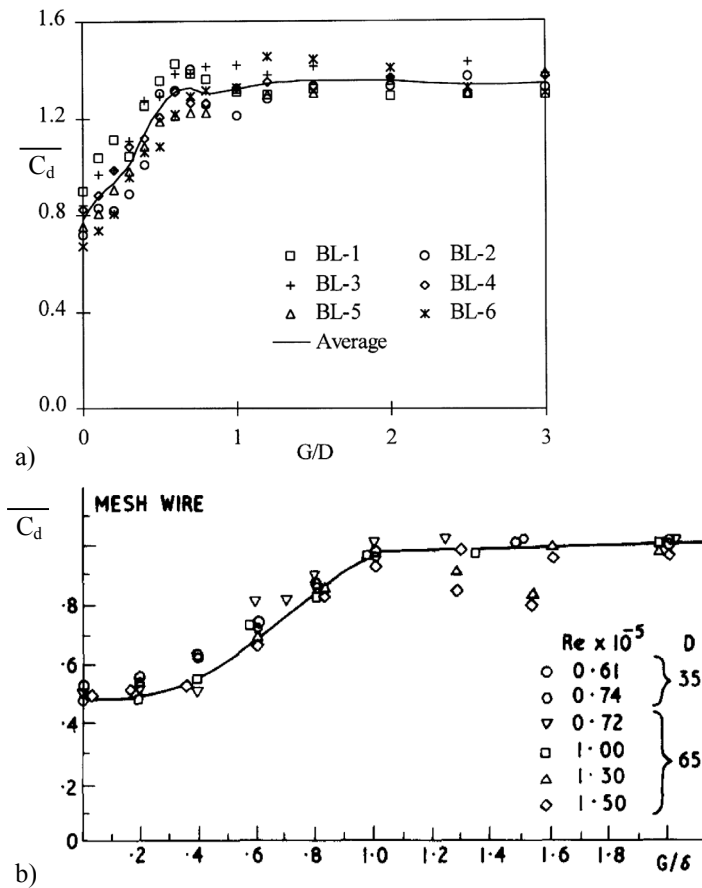 a)
1.6
1.2
C_d
0.8
0.4
0.0
BL-1 BL-2
BL-3 BL-4
BL-5 BL-6
Average
0 1 2 3
G/D
MESH WIRE
C_d
.8
.6
.4
.2
0
Re x 10^-5 D
0.61
0.74
35
0.72
1.00
1.30
1.50
65
.2 .4 .6 .8 1.0 1.2 1.4 1.6 1.8 G/δ
b)